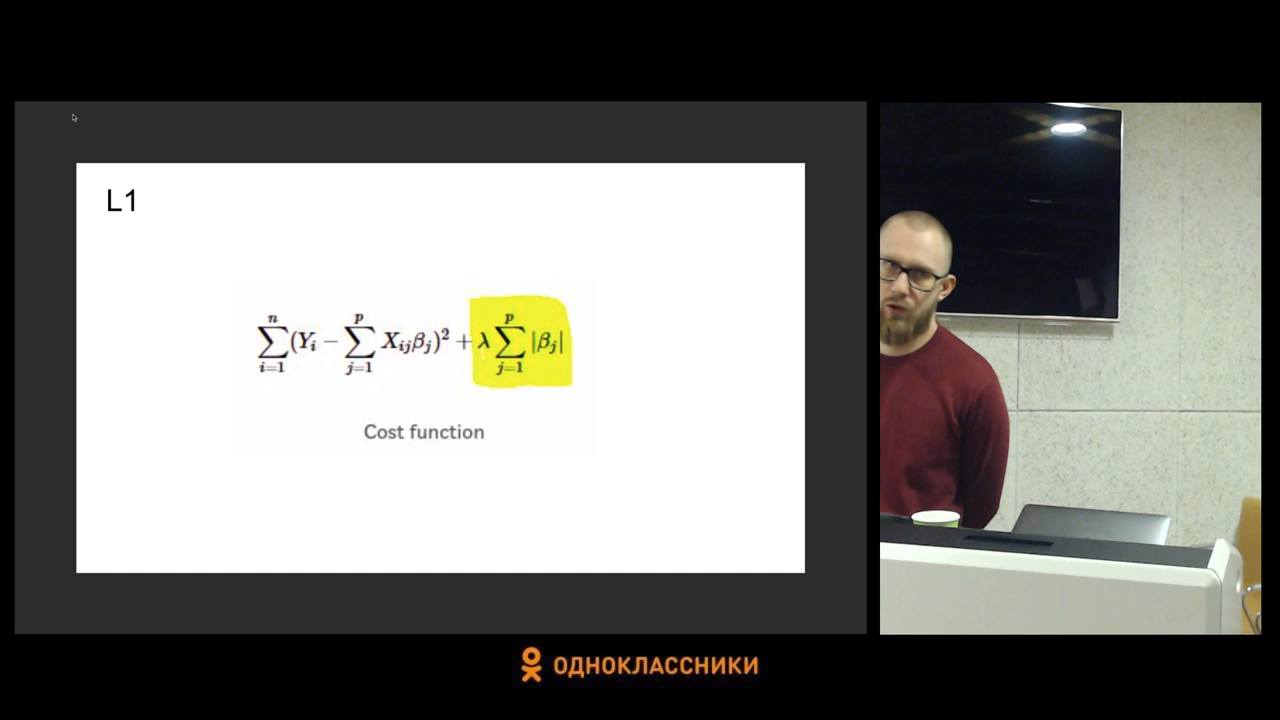 L1
\sum_{i=1}^{n} (Y_i - \sum_{j=1}^{p} X_{ij}\beta_j)^2 + \lambda \sum_{j=1}^{p} |\beta_j|
Cost function
ОДНОКЛАССНИКИ